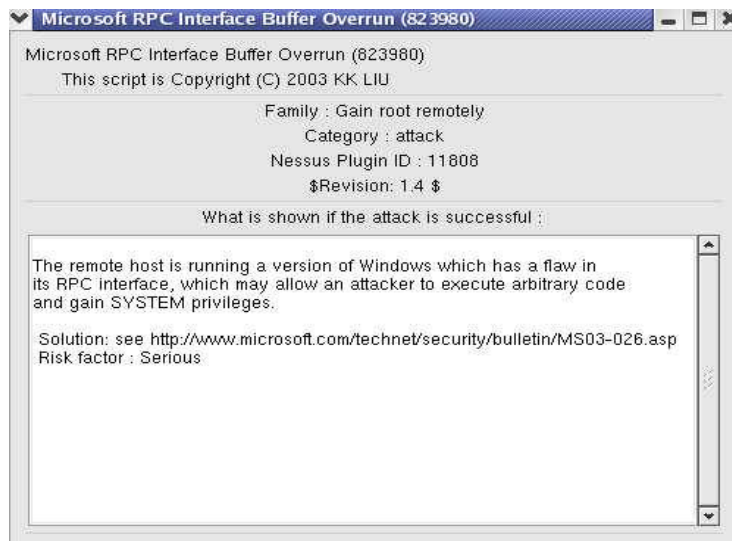 Microsoft RPC Interface Buffer Overrun (823980)
Microsoft RPC Interface Buffer Overrun (823980)
This script is Copyright (C) 2003 KK LIU
Family : Gain root remotely
Category : attack
Nessus Plugin ID : 11808
$Revision: 1.4 $
What is shown if the attack is successful :
The remote host is running a version of Windows which has a flaw in
its RPC interface, which may allow an attacker to execute arbitrary code
and gain SYSTEM privileges.
Solution: see http://www.microsoft.com/technet/security/bulletin/MS03-026.asp
Risk factor : Serious